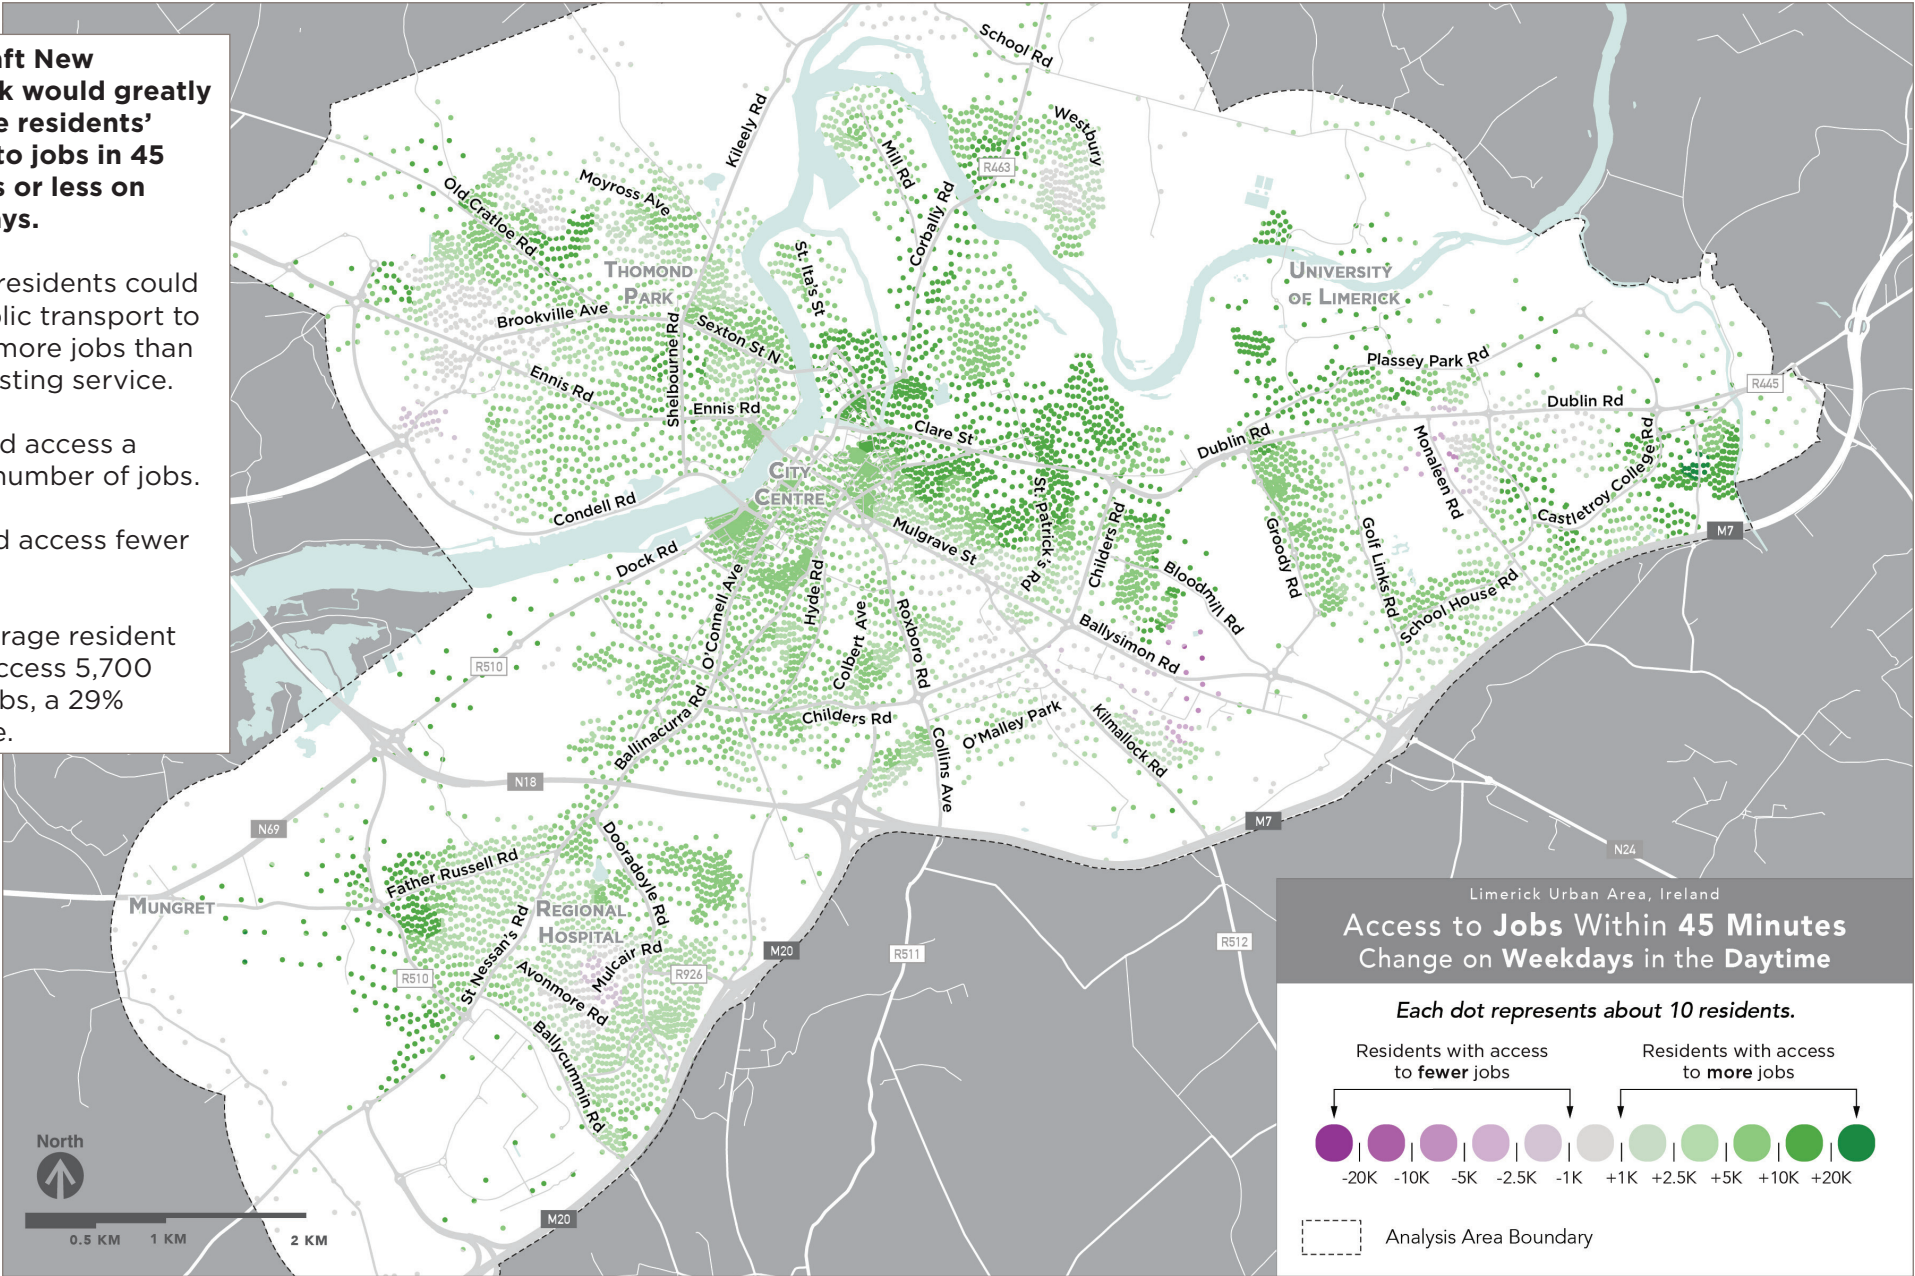 ft New
k would greatly
e residents'
to jobs in 45
s or less on
ys.
residents could
lic transport to
more jobs than
sting service.
d access a
number of jobs.
d access fewer
rage resident
ccess 5,700
bs, a 29%
e.
School Rd
Westbury
Kileely Rd
Mill Rd
R463
Moyross Ave
Old Cratloe Rd
Corbally Rd
St. Ita's St
THOMOND
PARK
UNIVERSITY
OF LIMERICK
Brookville Ave
Shelbourne Rd
Sexton St N
Plassey Park Rd
Ennis Rd
R445
Dublin Rd
Ennis Rd
Clare St
Dublin Rd
Monalen Rd
Castletroy College Rd
CITY
CENTRE
Condell Rd
St. Patrick's Rd
Mulgrave St
Childers Rd
Groody Rd
Golf Links Rd
M7
Dock Rd
O'Connell Ave
Hyde Rd
Colbert Ave
Roxboro Rd
Bloodmill Rd
School House Rd
Ballysimon Rd
R510
Ballinacurra Rd
Childers Rd
O'Malley Park
Kilmallock Rd
Collins Ave
N18
N69
M7
N24
Father Russell Rd
Dooradoyle Rd
MUNGRET
REGIONAL
HOSPITAL
St Nessan's Rd
Mulcair Rd
Avonmore Rd
R510
R926
M20
R511
R512
Ballycummin Rd
M20
North
0.5 KM 1 KM 2 KM
Limerick Urban Area, Ireland
Access to Jobs Within 45 Minutes
Change on Weekdays in the Daytime
Each dot represents about 10 residents.
Residents with access
to fewer jobs
Residents with access
to more jobs
-20K -10K -5K -2.5K -1K +1K +2.5K +5K +10K +20K
Analysis Area Boundary